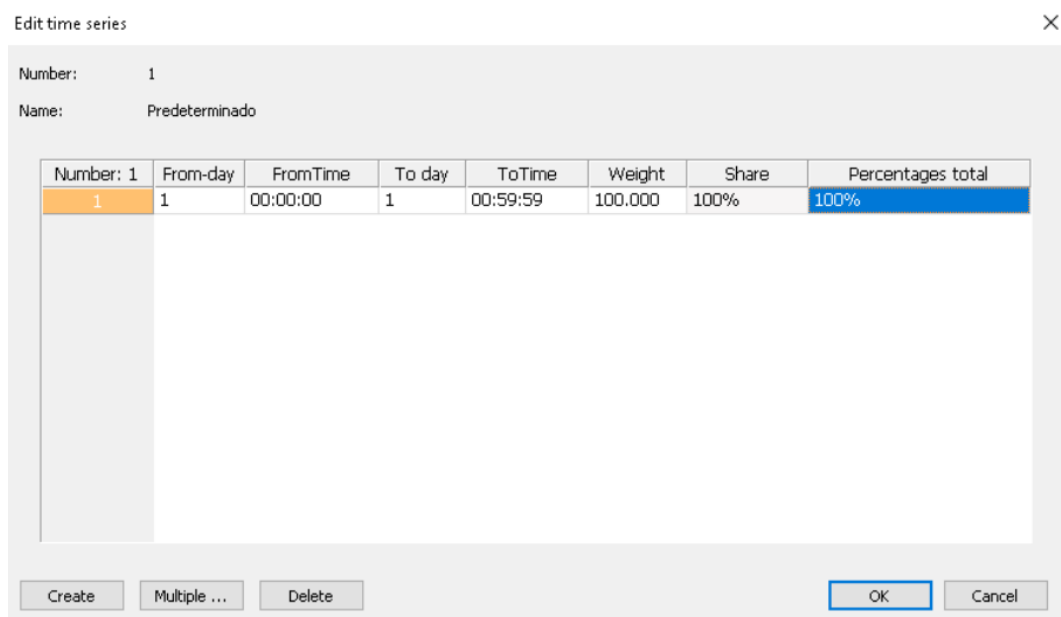 Edit time series
Number: 1
Name: Predeterminado
Number: 1 From-day FromTime To day ToTime Weight Share Percentages total
1 1 00:00:00 1 00:59:59 100.000 100% 100%
Create Multiple ... Delete OK Cancel